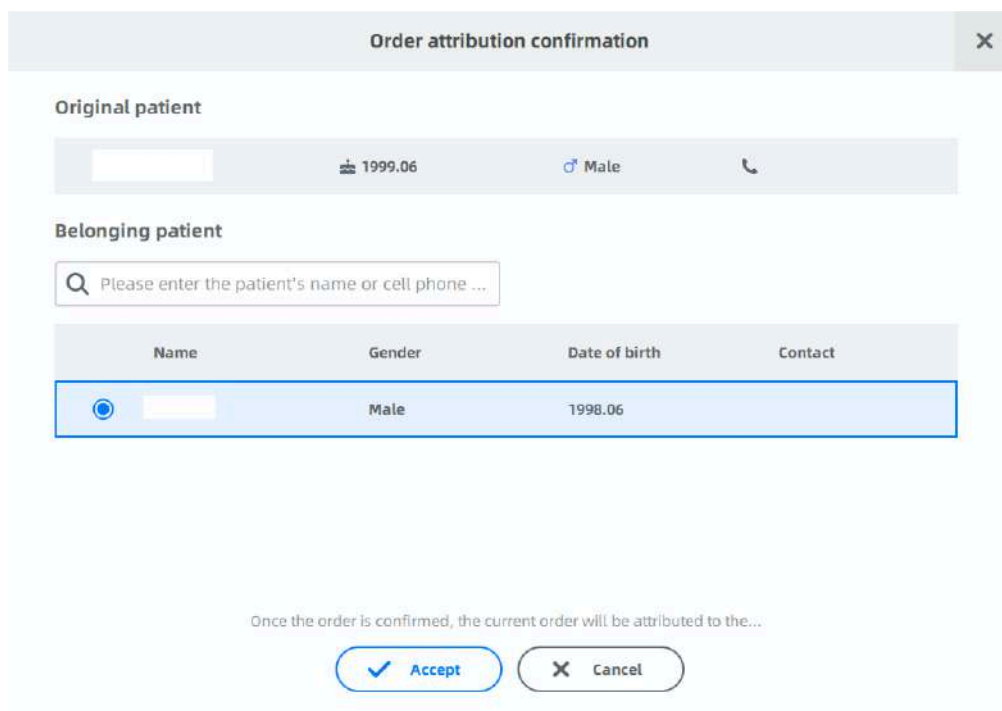 Order attribution confirmation
Original patient
1999.06 Male
Belonging patient
Please enter the patient's name or cell phone ...
Name Gender Date of birth Contact
Male 1998.06
Once the order is confirmed, the current order will be attributed to the...
Accept Cancel